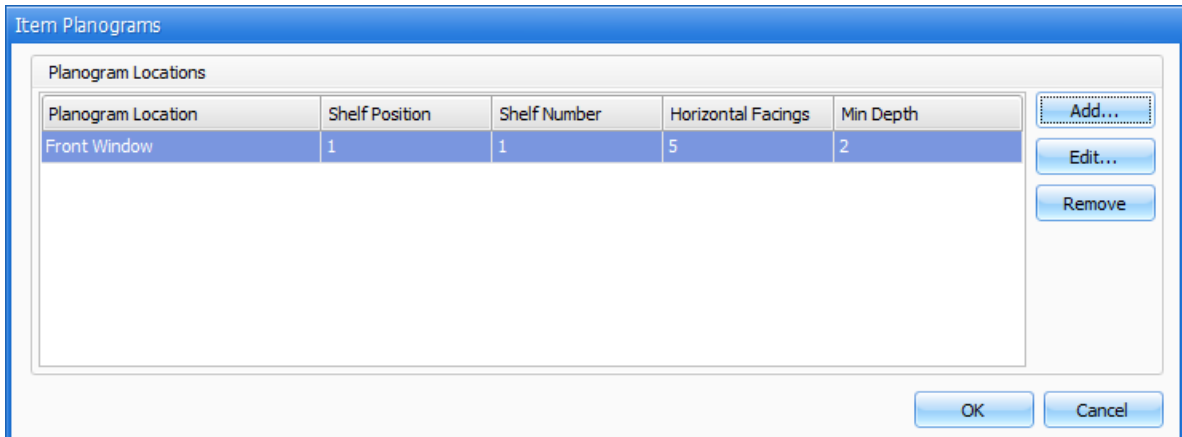 Item Planograms
Planogram Locations
Planogram Location Shelf Position Shelf Number Horizontal Facings Min Depth
Front Window 1 1 5 2
Add...
Edit...
Remove
OK Cancel